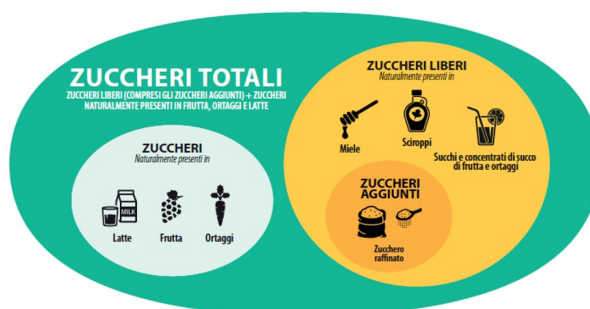 ZUCCHERI TOTALI
ZUCCHERI LIBERI (COMPRESI GLI ZUCCHERI AGGIUNTI) + ZUCCHERI
NATURALMENTE PRESENTI IN FRUTTA, ORTAGGI E LATTE
ZUCCHERI
Naturalmente presenti in
MILK
Latte
Frutta
Ortaggi
ZUCCHERI LIBERI
Naturalmente presenti in
Miele
Sciroppi
Succhi e concentrati di succo
di frutta e ortaggi
ZUCCHERI
AGGIUNTI
Zucchero
raffinato